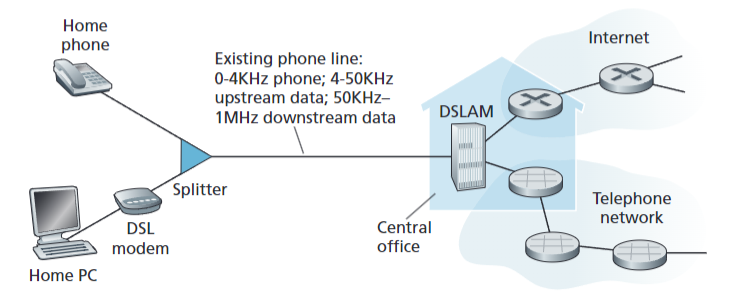 Home
phone
Existing phone line:
0-4KHz phone; 4-50KHz
upstream data; 50KHz–
1MHz downstream data
Internet
DSLAM
Splitter
DSL
modem
Home PC
Central
office
Telephone
network